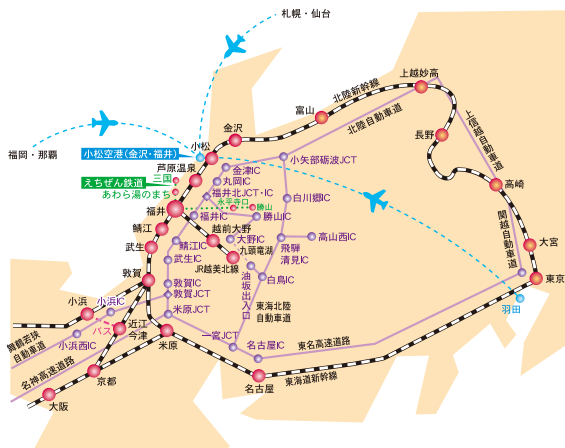 札幌・仙台
上越妙高
北陸新幹線
富山
北陸自動車道
上信越自動車道
金沢
長野
小松
福岡・那覇
小松空港(金沢・福井)
小矢部砺波JCT
芦原温泉
金津IC
えちぜん鉄道
三国
丸岡IC
高崎
あわら湯のまち
福井北JCT・IC
白川郷IC
永平寺口
勝山
福井
福井IC
勝山IC
関越自動車道
鯖江
越前大野
大宮
武生
鯖江IC
大野IC
高山西IC
九頭竜湖
飛騨清見IC
武生IC
JR越美北線
敦賀
油坂出入口
白鳥IC
東京
敦賀IC
敦賀JCT
小浜
小浜IC
羽田
米原JCT
東海北陸
自動車道
バス
近江
今津
舞鶴若狭
自動車道
小浜西IC
米原
一宮JCT
名古屋IC
東名高速道路
名神高速道路
京都
東海道新幹線
名古屋
大阪